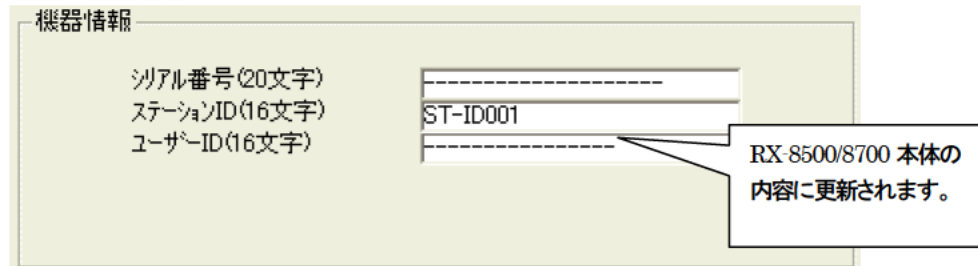 機器情報
シリアル番号(20文字)
--------------------
ステーションID(16文字)
ST-ID001
ユーザーID(16文字)
----------------
RX-8500/8700 本体の
内容に更新されます。